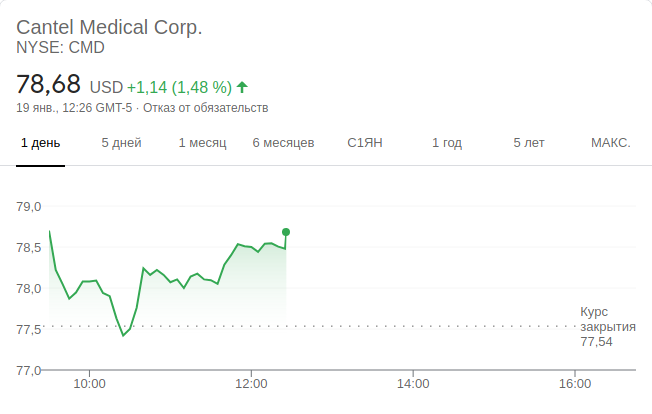 Cantel Medical Corp.
NYSE: CMD
78,68 USD +1,14 (1,48 %)
19 янв., 12:26 GMT-5 · Отказ от обязательств
1 день 5 дней 1 месяц 6 месяцев С1ЯН 1 год 5 лет МАКС.
79,0
78,5
78,0
Курс
закрытия
77,5
77,54
77,0
10:00 12:00 14:00 16:00